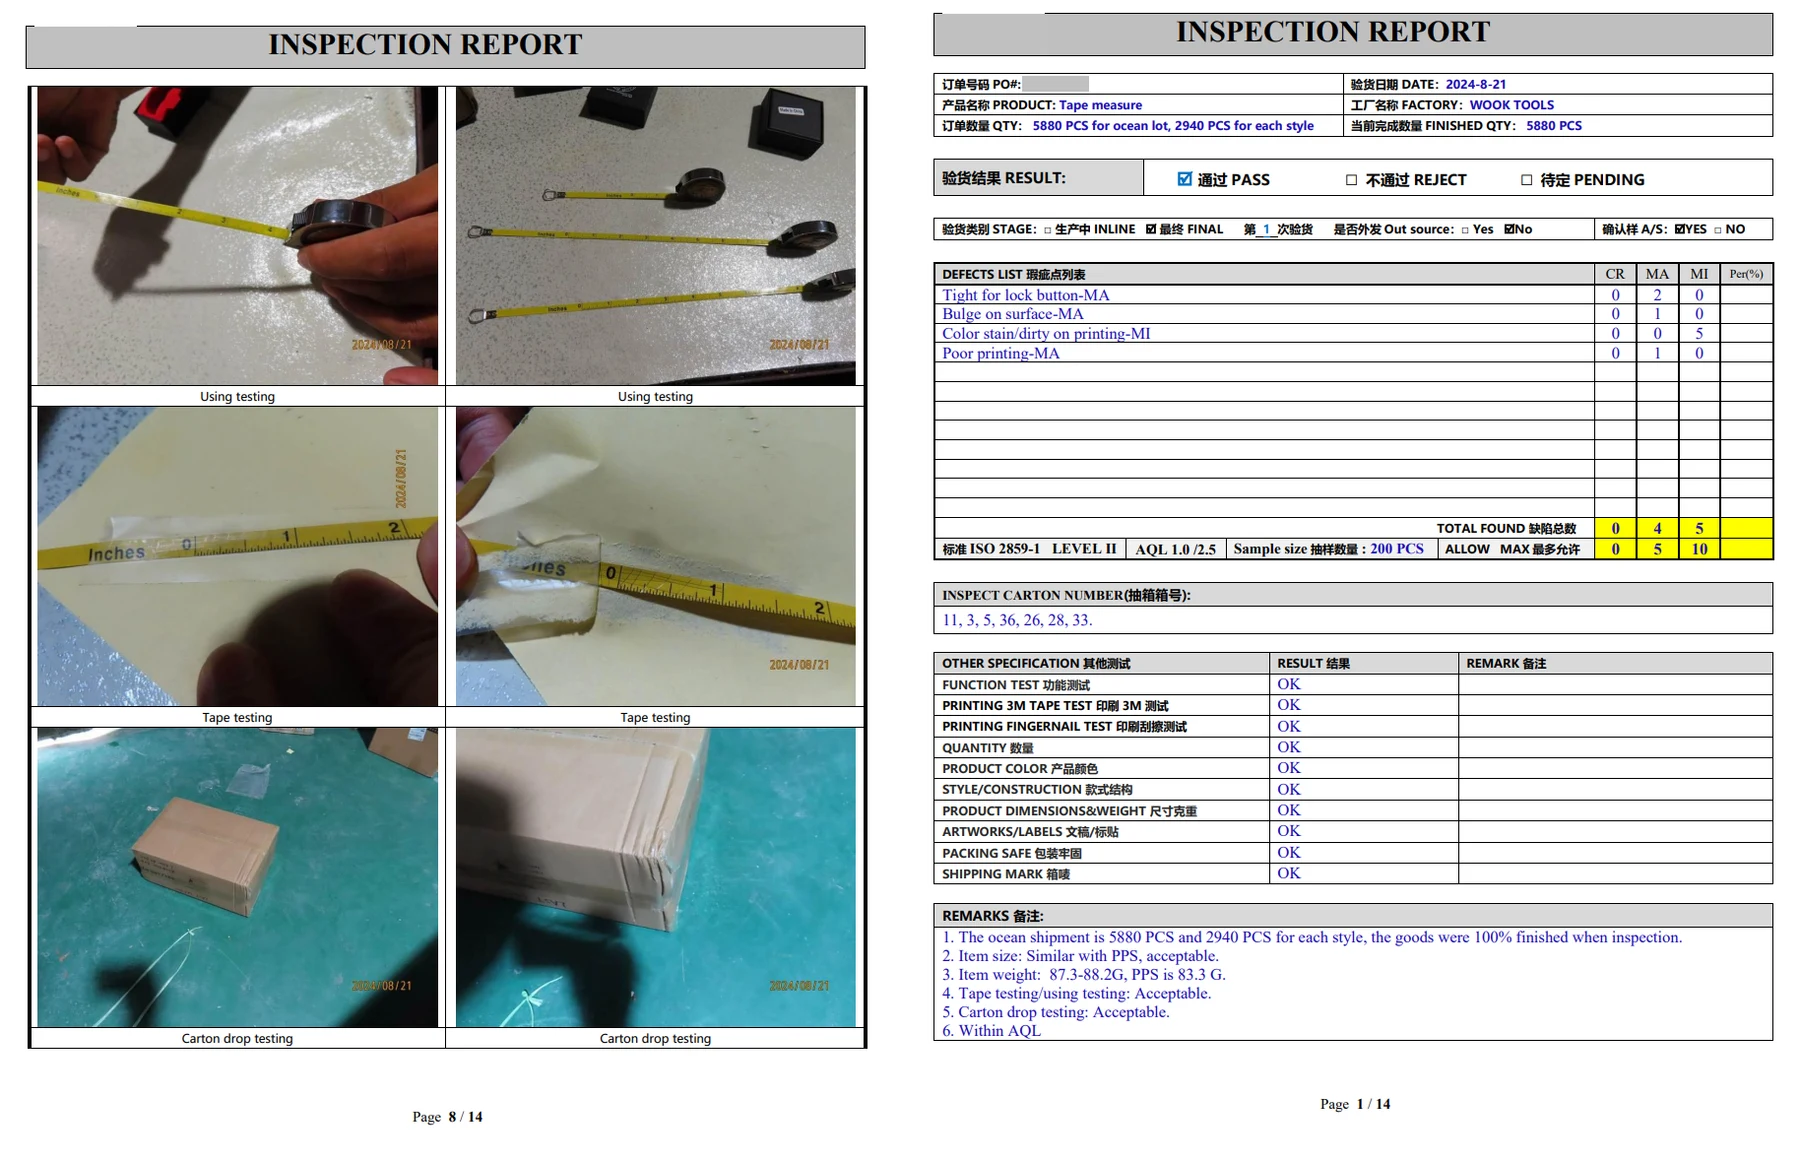 INSPECTION REPORT
Inches
2
3
4
2024/08/21
Inches
Inches
Inches
2024/08/21
Using testing
Using testing
2024/08/21
Inches 0 1 2
Inches 0 1 2
2024/08/21
Tape testing
Tape testing
2024/08/21
2024/08/21
Carton drop testing
Carton drop testing
Page 8 / 14
INSPECTION REPORT
订单号码 PO#:
验货日期 DATE: 2024-8-21
产品名称 PRODUCT: Tape measure
工厂名称 FACTORY: WOOK TOOLS
订单数量 QTY: 5880 PCS for ocean lot, 2940 PCS for each style
当前完成数量 FINISHED QTY: 5880 PCS
验货结果 RESULT: ☑ 通过 PASS ☐ 不通过 REJECT ☐ 待定 PENDING
验货类别 STAGE: ☐ 生产中 INLINE ☑ 最终 FINAL 第_1_次验货 是否外发 Out source: ☐ Yes ☑No 确认样 A/S: ☑YES ☐ NO
DEFECTS LIST 瑕疵点列表 CR MA MI Per(%)
Tight for lock button-MA 0 2 0
Bulge on surface-MA 0 1 0
Color stain/dirty on printing-MI 0 0 5
Poor printing-MA 0 1 0
TOTAL FOUND 缺陷总数 0 4 5
标准 ISO 2859-1 LEVEL II AQL 1.0 /2.5 Sample size 抽样数量 : 200 PCS ALLOW MAX 最多允许 0 5 10
INSPECT CARTON NUMBER(抽箱箱号):
11, 3, 5, 36, 26, 28, 33.
OTHER SPECIFICATION 其他测试 RESULT 结果 REMARK 备注
FUNCTION TEST 功能测试 OK
PRINTING 3M TAPE TEST 印刷 3M 测试 OK
PRINTING FINGERNAIL TEST 印刷刮擦测试 OK
QUANTITY 数量 OK
PRODUCT COLOR 产品颜色 OK
STYLE/CONSTRUCTION 款式结构 OK
PRODUCT DIMENSIONS&WEIGHT 尺寸克重 OK
ARTWORKS/LABELS 文稿/标贴 OK
PACKING SAFE 包装牢固 OK
SHIPPING MARK 箱唛 OK
REMARKS 备注:
1. The ocean shipment is 5880 PCS and 2940 PCS for each style, the goods were 100% finished when inspection.
2. Item size: Similar with PPS, acceptable.
3. Item weight: 87.3-88.2G, PPS is 83.3 G.
4. Tape testing/using testing: Acceptable.
5. Carton drop testing: Acceptable.
6. Within AQL
Page 1 / 14